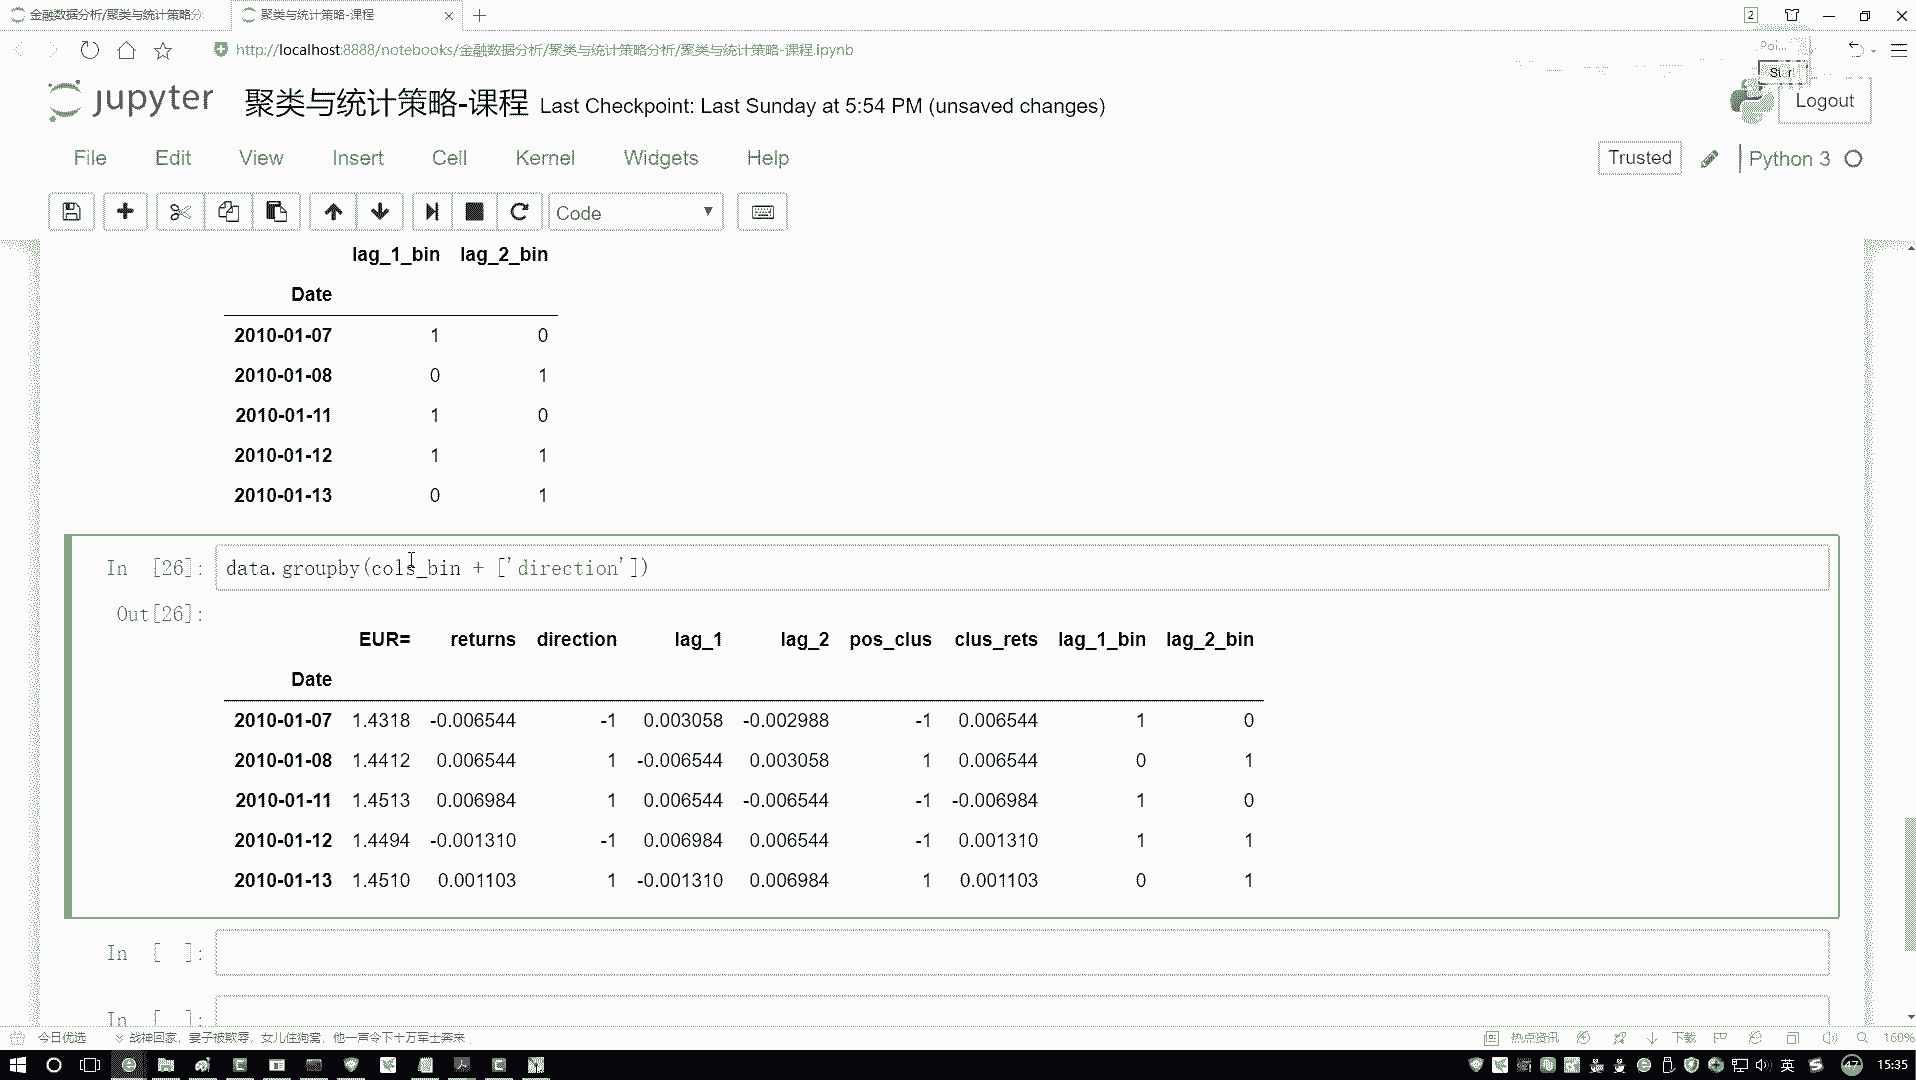 金融数据分析/聚类与统计策略分
聚类与统计策略-课程
2
http://localhost:8888/notebooks/金融数据分析/聚类与统计策略分析/聚类与统计策略-课程.ipynb
Poi...
Star
jupyter 聚类与统计策略-课程 Last Checkpoint: Last Sunday at 5:54 PM (unsaved changes)
Logout
File Edit View Insert Cell Kernel Widgets Help
Trusted Python 3
Code
lag_1_bin lag_2_bin
Date
2010-01-07 1 0
2010-01-08 0 1
2010-01-11 1 0
2010-01-12 1 1
2010-01-13 0 1
In [26]: data.groupby(cols_bin + ['direction'])
Out[26]:
EUR= returns direction lag_1 lag_2 pos_clus clus_rets lag_1_bin lag_2_bin
Date
2010-01-07 1.4318 -0.006544 -1 0.003058 -0.002988 -1 0.006544 1 0
2010-01-08 1.4412 0.006544 1 -0.006544 0.003058 1 0.006544 0 1
2010-01-11 1.4513 0.006984 1 0.006544 -0.006544 -1 -0.006984 1 0
2010-01-12 1.4494 -0.001310 -1 0.006984 0.006544 -1 0.001310 1 1
2010-01-13 1.4510 0.001103 1 -0.001310 0.006984 1 0.001103 0 1
In [ ]:
In [ ]:
今日优选 战神回家，妻子被欺辱，女儿住狗窝，他一声令下十万军士奔来 热点资讯 下载 160%
英 47 15:35